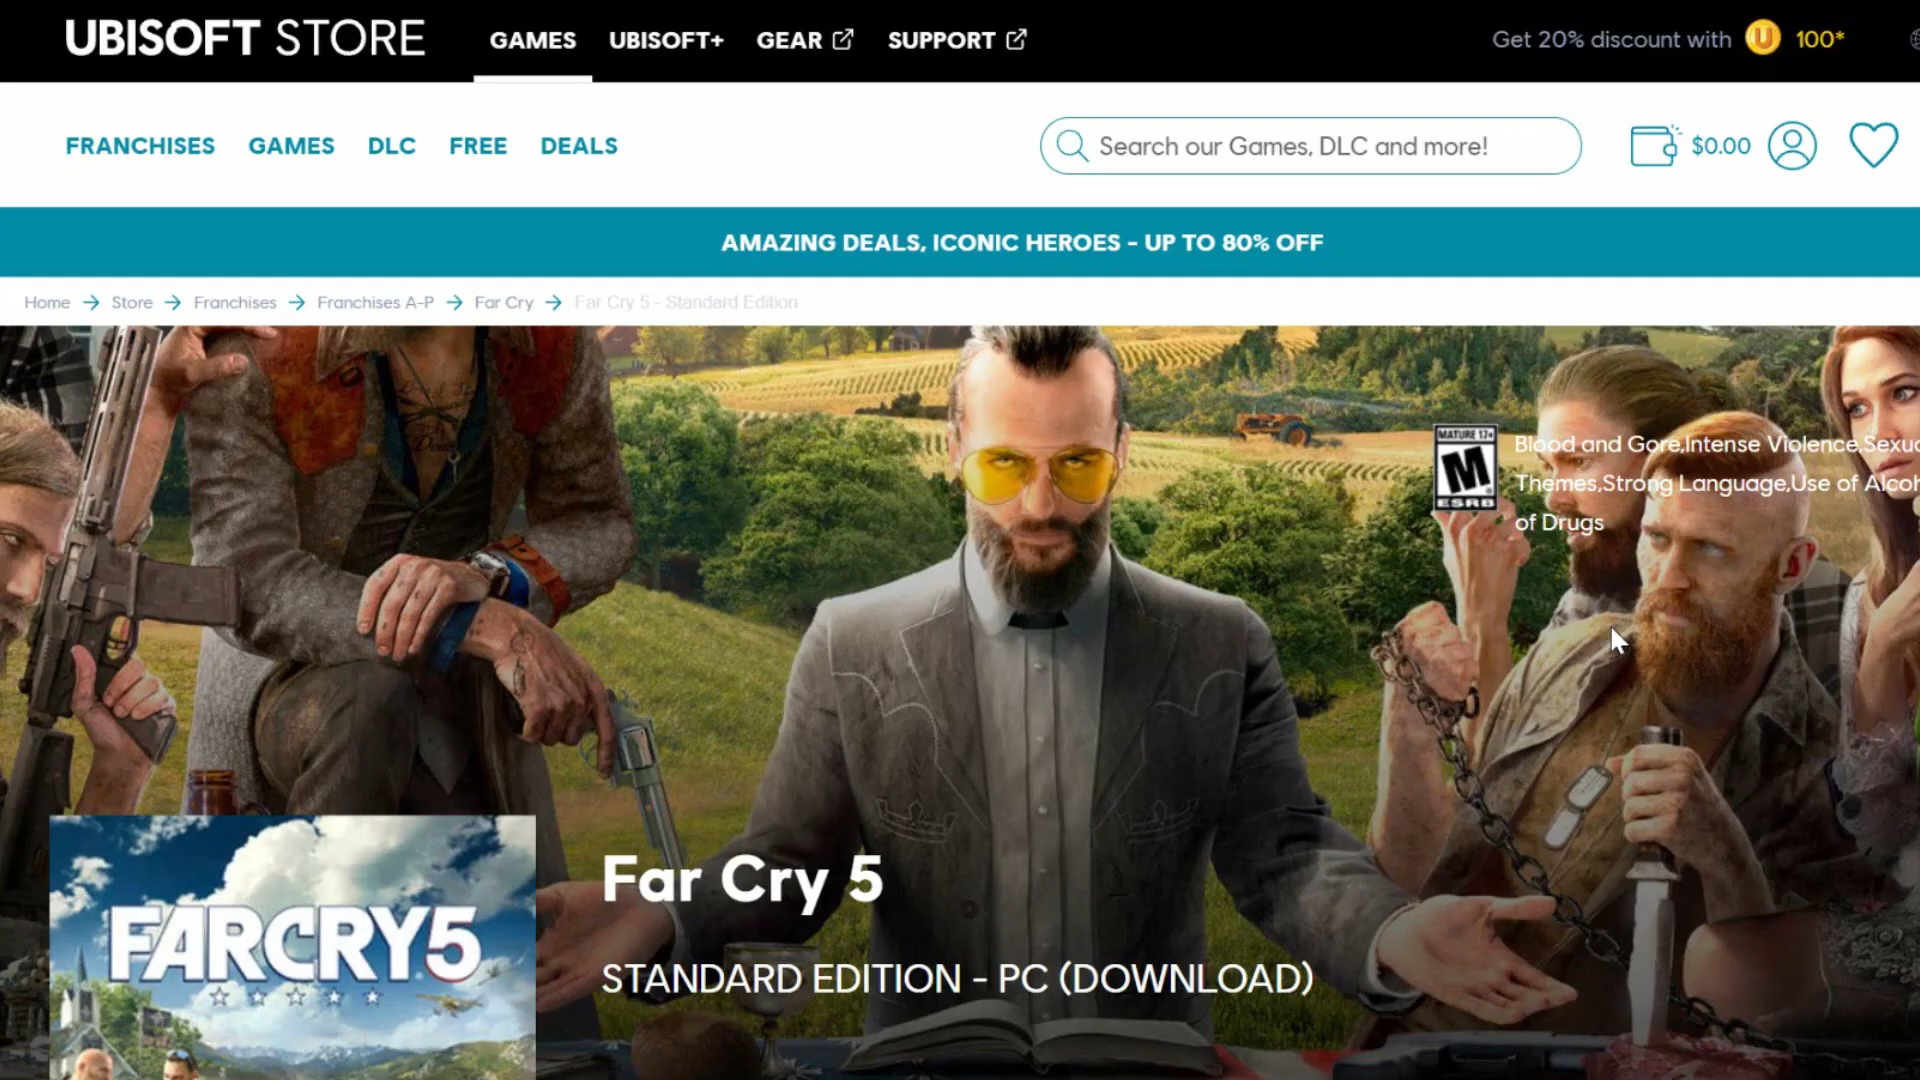 UBISOFT STORE
GAMES UBISOFT+ GEAR SUPPORT
Get 20% discount with 100*
FRANCHISES GAMES DLC FREE DEALS
Search our Games, DLC and more!
$0.00
AMAZING DEALS, ICONIC HEROES - UP TO 80% OFF
Home Store Franchises Franchises A-P Far Cry Far Cry 5 - Standard Edition
MATURE 17+
M
ESRB
Blood and Gore,Intense Violence,Sexu
Themes,Strong Language,Use of Alcoh
of Drugs
FARCRY5
Far Cry 5
STANDARD EDITION - PC (DOWNLOAD)